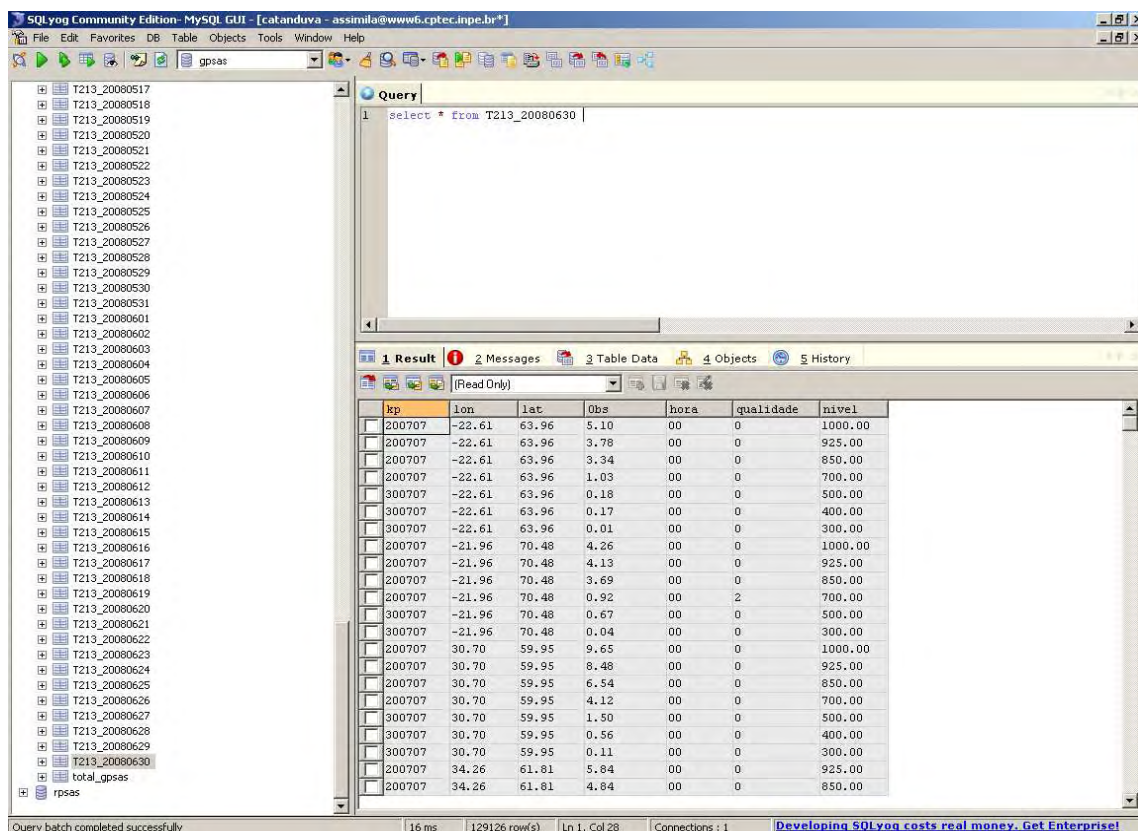 SQLyog Community Edition- MySQL GUI - [catanduva - assimila@www6.cptec.inpe.br*]
File Edit Favorites DB Table Objects Tools Window Help
gpsas
T213_20080517
T213_20080518
T213_20080519
T213_20080520
T213_20080521
T213_20080522
T213_20080523
T213_20080524
T213_20080525
T213_20080526
T213_20080527
T213_20080528
T213_20080529
T213_20080530
T213_20080531
T213_20080601
T213_20080602
T213_20080603
T213_20080604
T213_20080605
T213_20080606
T213_20080607
T213_20080608
T213_20080609
T213_20080610
T213_20080611
T213_20080612
T213_20080613
T213_20080614
T213_20080615
T213_20080616
T213_20080617
T213_20080618
T213_20080619
T213_20080620
T213_20080621
T213_20080622
T213_20080623
T213_20080624
T213_20080625
T213_20080626
T213_20080627
T213_20080628
T213_20080629
T213_20080630
total_gpsas
rpsas
Query
1 select * from T213_20080630
1 Result 2 Messages 3 Table Data 4 Objects 5 History
(Read Only)
kp lon lat Obs hora qualidade nivel
200707 -22.61 63.96 5.10 00 0 1000.00
200707 -22.61 63.96 3.78 00 0 925.00
200707 -22.61 63.96 3.34 00 0 850.00
200707 -22.61 63.96 1.03 00 0 700.00
300707 -22.61 63.96 0.18 00 0 500.00
300707 -22.61 63.96 0.17 00 0 400.00
300707 -22.61 63.96 0.01 00 0 300.00
200707 -21.96 70.48 4.26 00 0 1000.00
200707 -21.96 70.48 4.13 00 0 925.00
200707 -21.96 70.48 3.69 00 0 850.00
200707 -21.96 70.48 0.92 00 2 700.00
300707 -21.96 70.48 0.67 00 0 500.00
300707 -21.96 70.48 0.04 00 0 300.00
200707 30.70 59.95 9.65 00 0 1000.00
200707 30.70 59.95 8.48 00 0 925.00
200707 30.70 59.95 6.54 00 0 850.00
200707 30.70 59.95 4.12 00 0 700.00
300707 30.70 59.95 1.50 00 0 500.00
300707 30.70 59.95 0.56 00 0 400.00
300707 30.70 59.95 0.11 00 0 300.00
200707 34.26 61.81 5.84 00 0 925.00
200707 34.26 61.81 4.84 00 0 850.00
Query batch completed successfully 16 ms 129126 row(s) Ln 1, Col 28 Connections : 1 Developing SQLyog costs real money. Get Enterprise!